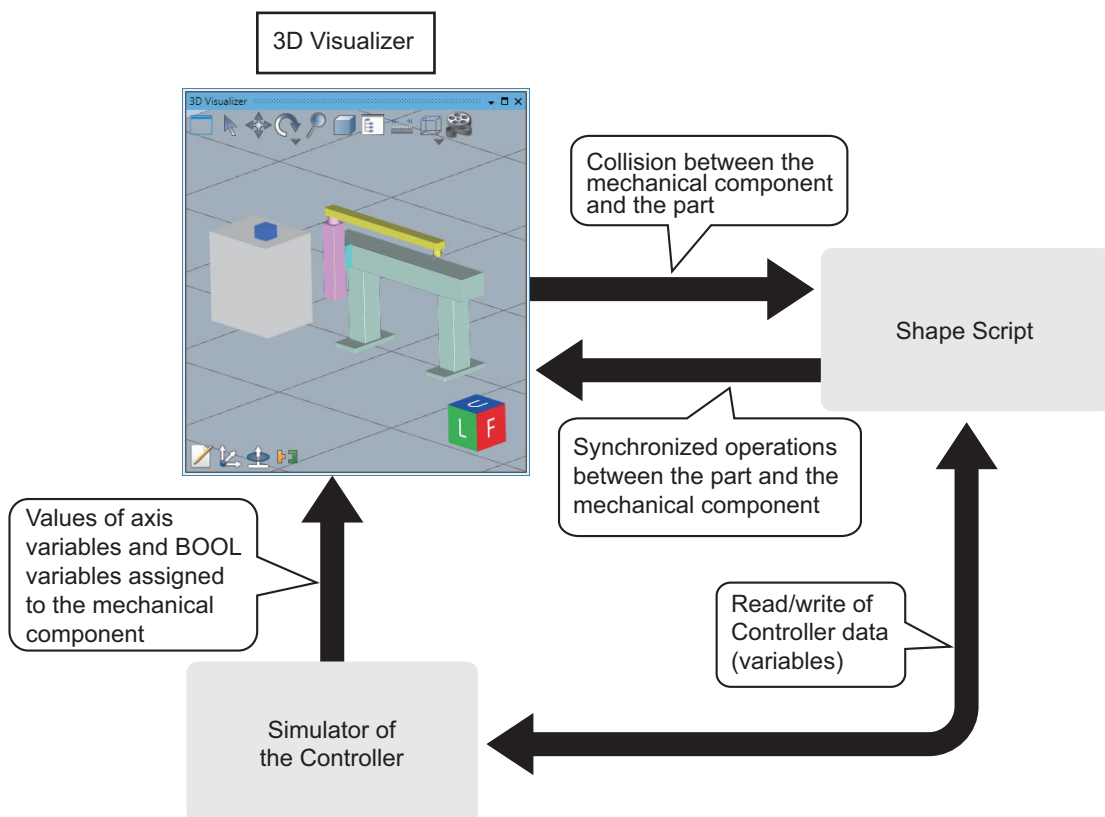 3D Visualizer
3D Visualizer
Collision between the
mechanical component
and the part
Shape Script
U
L
F
Synchronized operations
between the part and the
mechanical component
Values of axis
variables and BOOL
variables assigned
to the mechanical
component
Read/write of
Controller data
(variables)
Simulator of
the Controller